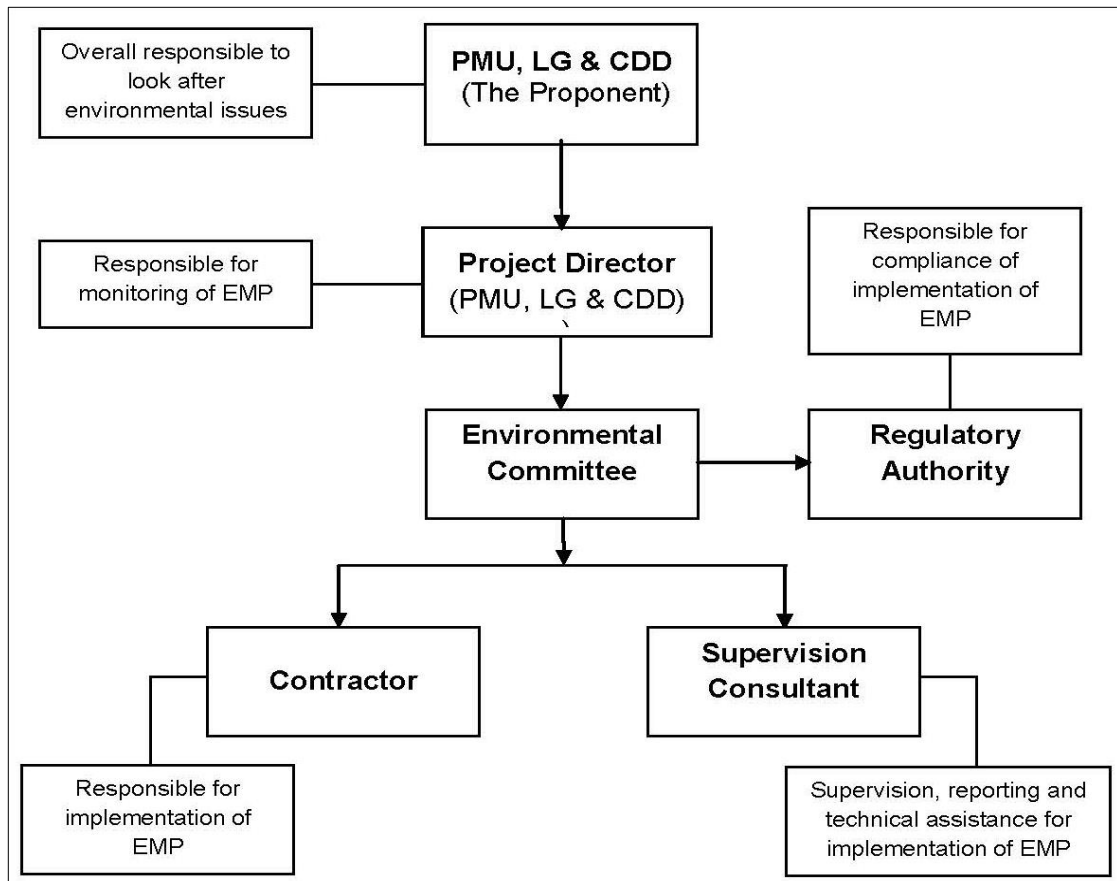 Overall responsible to
look after
environmental issues
PMU, LG & CDD
(The Proponent)
Responsible for
monitoring of EMP
Project Director
(PMU, LG & CDD)
Responsible for
compliance of
implementation of
EMP
Environmental
Committee
Regulatory
Authority
Contractor
Supervision
Consultant
Responsible for
implementation of
EMP
Supervision, reporting and
technical assistance for
implementation of EMP